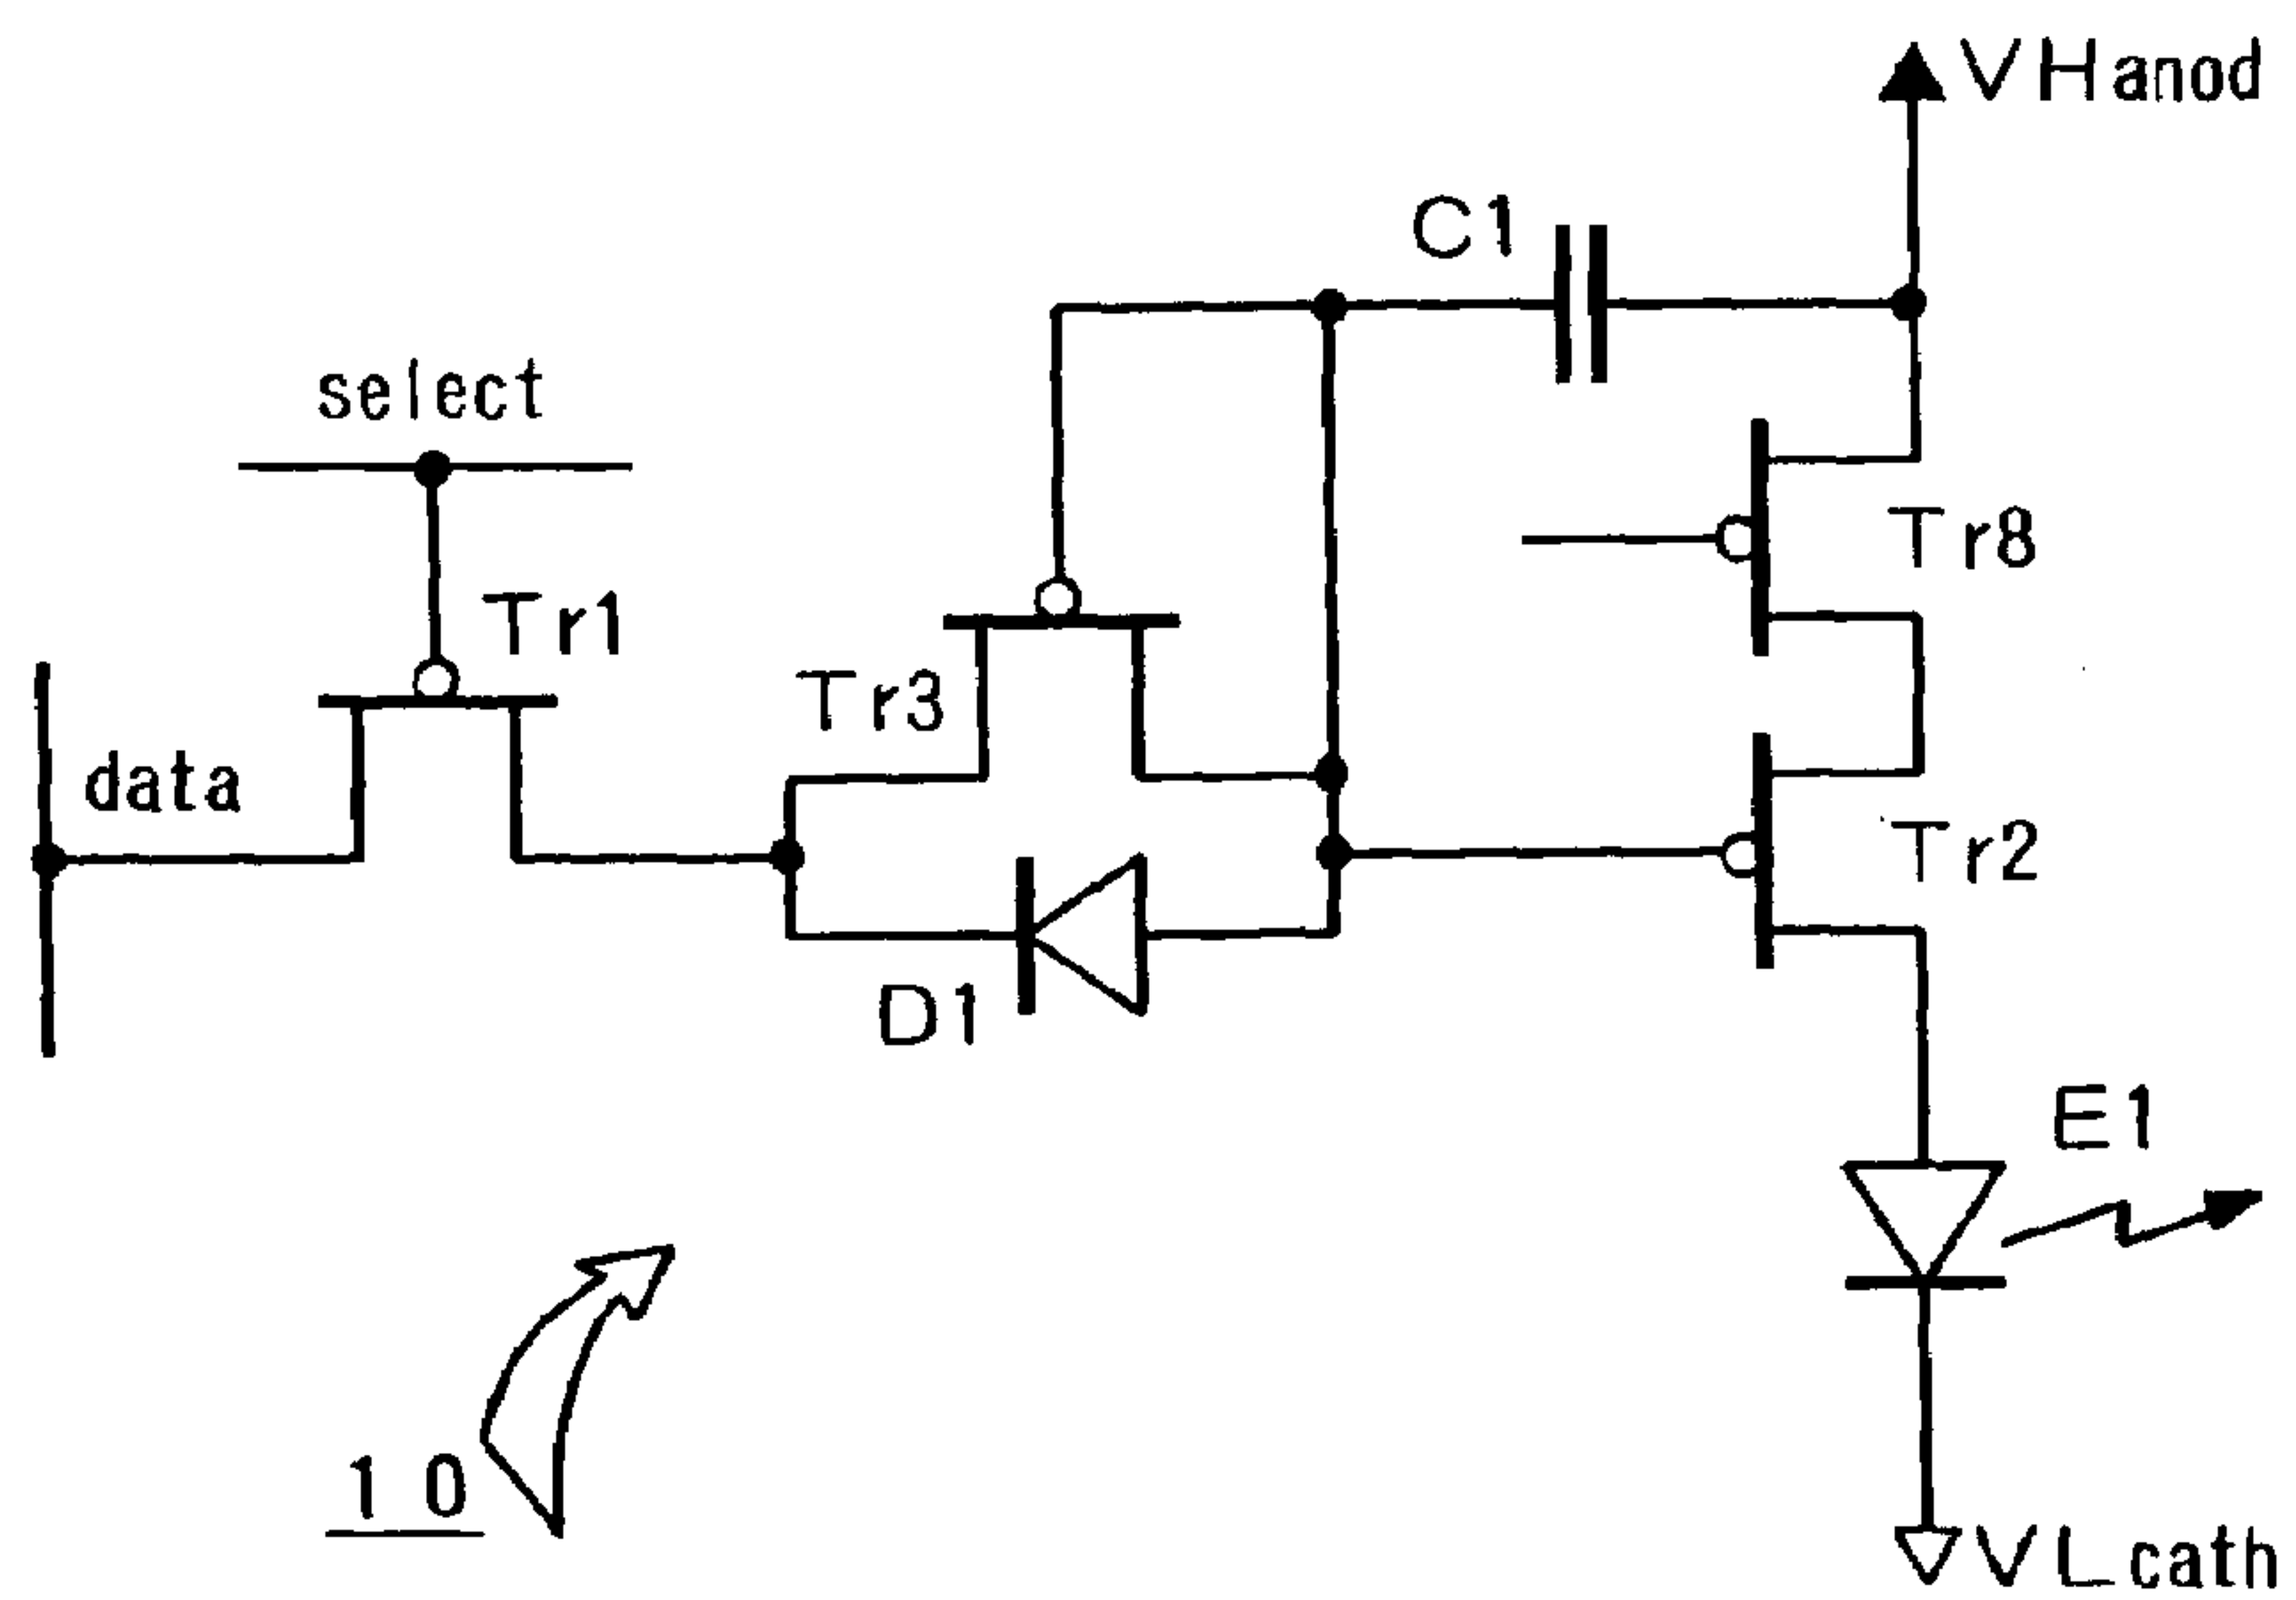 VHanod
C1
select
Tr8
Tr1
Tr3
data
Tr2
D1
E1
10
VLcath